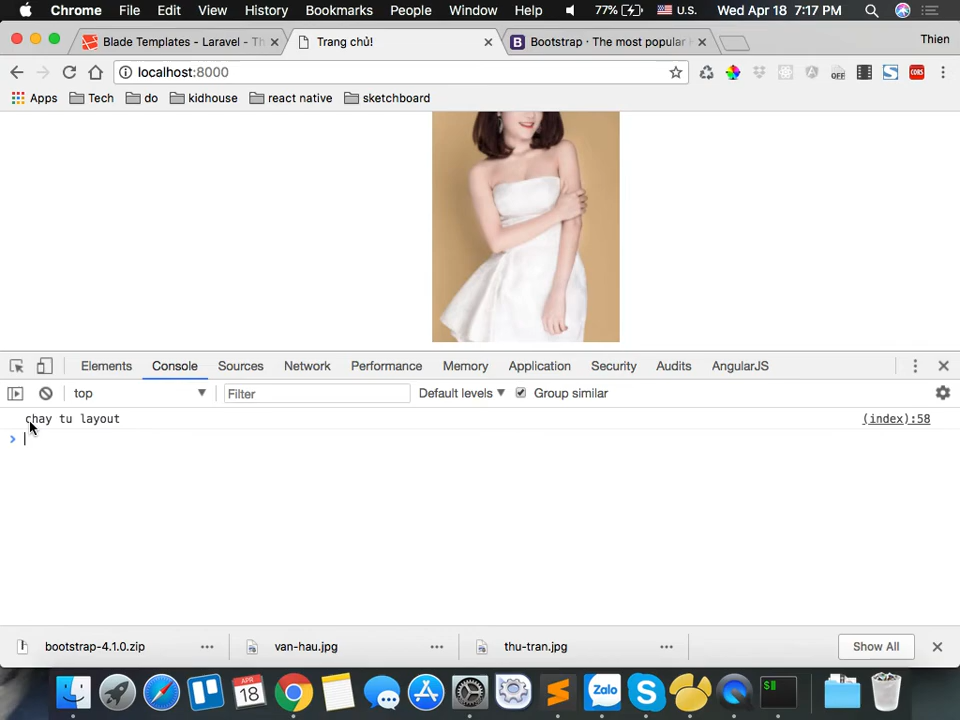 Chrome File Edit View History Bookmarks People Window Help 77% U.S. Wed Apr 18 7:17 PM
Blade Templates - Laravel - Th Trang chủ! Bootstrap · The most popular H Thien
localhost:8000 OFF CORS
Apps Tech do kidhouse react native sketchboard
Elements Console Sources Network Performance Memory Application Security Audits AngularJS
top Filter Default levels Group similar
chay tu layout (index):58
bootstrap-4.1.0.zip van-hau.jpg thu-tran.jpg Show All
APR
18
Zalo